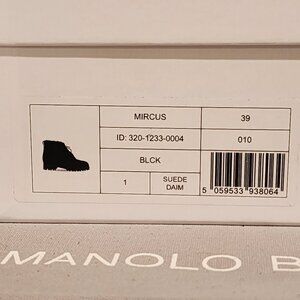 MIRCUS 39
ID: 320-1233-0004 010
BLCK
1 SUEDE
DAIM
5 059533 938064
MANOLO B